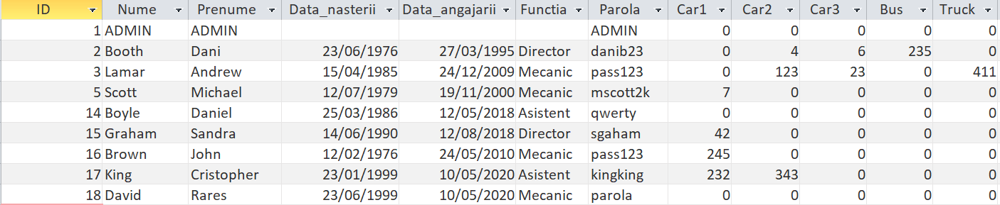 ID Nume Prenume Data_nasterii Data_angajarii Functia Parola Car1 Car2 Car3 Bus Truck
1 ADMIN ADMIN ADMIN 0 0 0 0 0
2 Booth Dani 23/06/1976 27/03/1995 Director danib23 0 4 6 235 0
3 Lamar Andrew 15/04/1985 24/12/2009 Mecanic pass123 0 123 23 0 411
5 Scott Michael 12/07/1979 19/11/2000 Mecanic mscott2k 7 0 0 0 0
14 Boyle Daniel 25/03/1986 12/05/2018 Asistent qwerty 0 0 0 0 0
15 Graham Sandra 14/06/1990 12/08/2018 Director sgaham 42 0 0 0 0
16 Brown John 12/02/1976 24/05/2010 Mecanic pass123 245 0 0 0 0
17 King Cristopher 23/01/1999 10/05/2020 Asistent kingking 232 343 0 0 0
18 David Rares 23/06/1999 10/05/2020 Mecanic parola 0 0 0 0 0